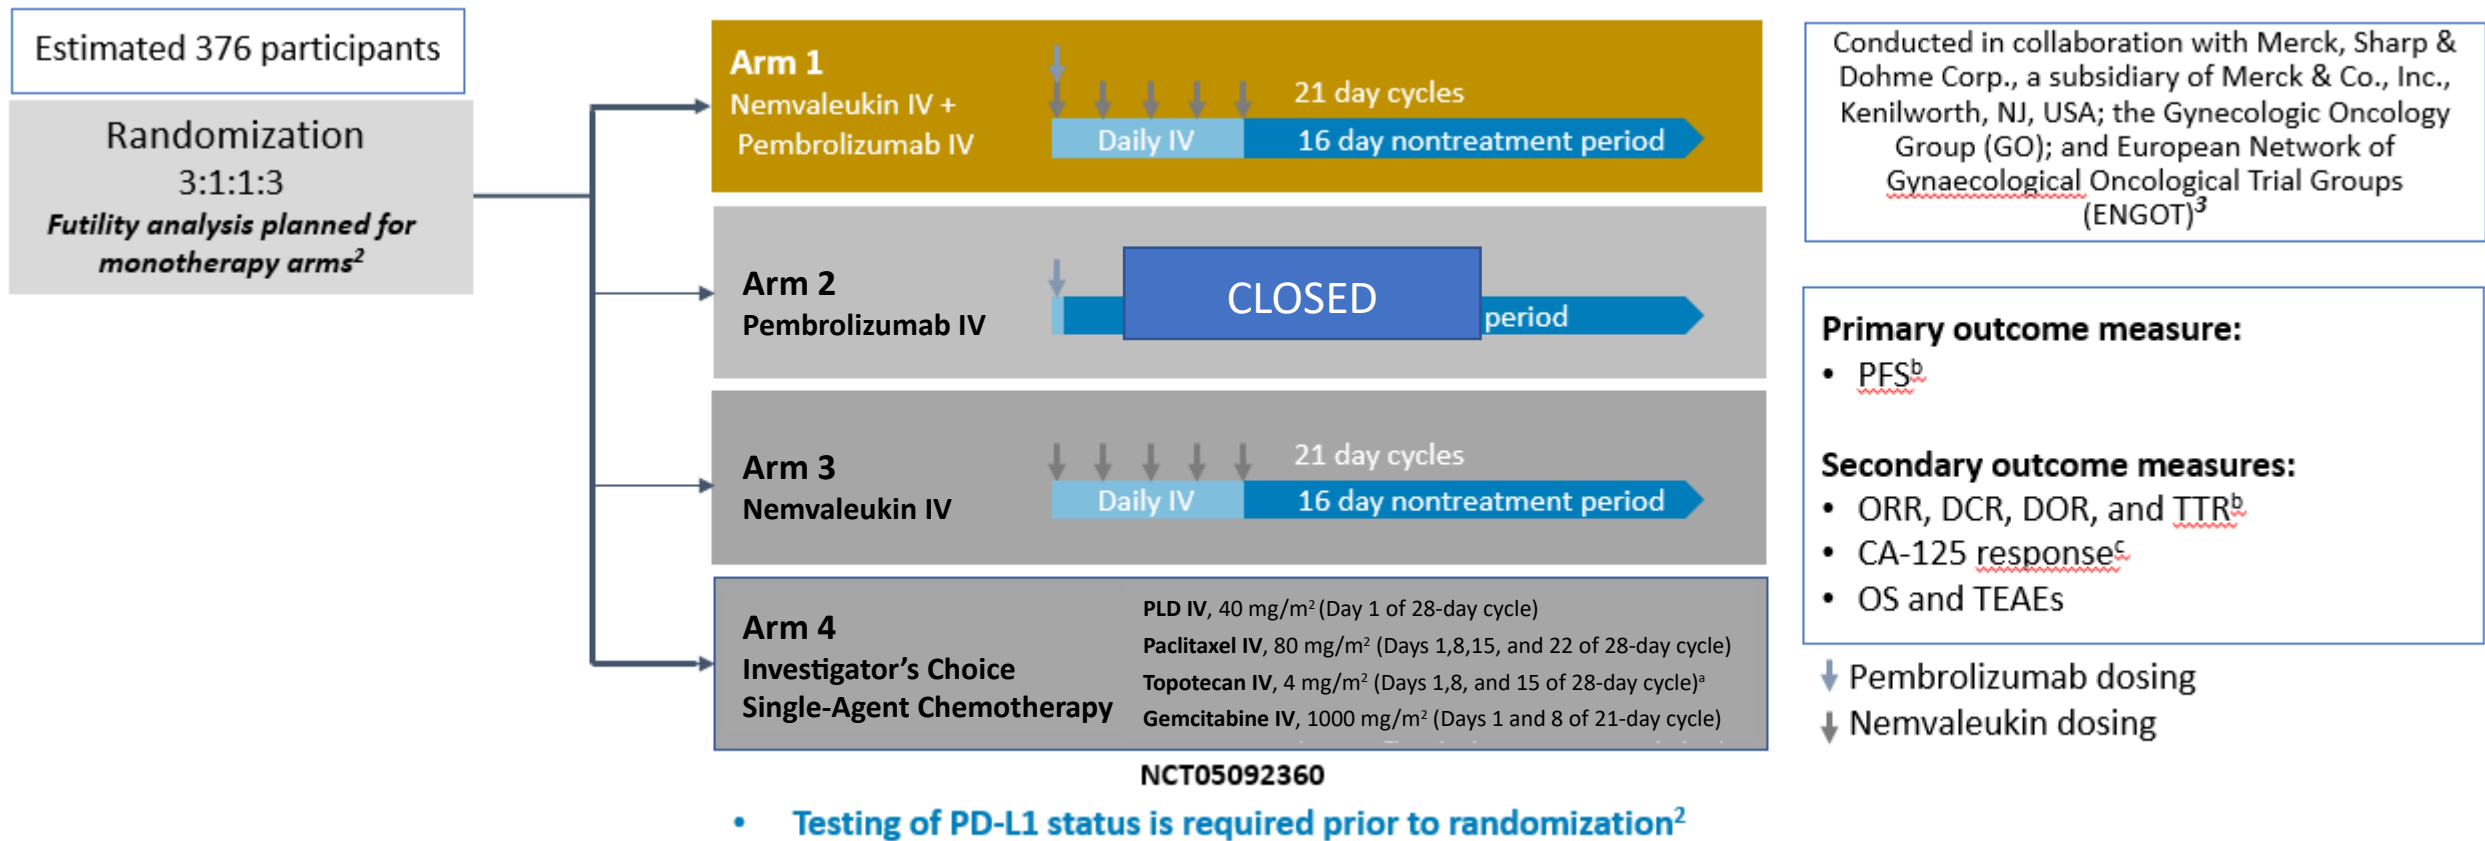 Estimated 376 participants
Randomization
3:1:1:3
Futility analysis planned for
monotherapy arms²
Arm 1
Nemvaleukin IV +
Pembrolizumab IV
21 day cycles
Daily IV
16 day nontreatment period
Arm 2
Pembrolizumab IV
CLOSED
period
Arm 3
Nemvaleukin IV
21 day cycles
Daily IV
16 day nontreatment period
Arm 4
Investigator’s Choice
Single-Agent Chemotherapy
PLD IV, 40 mg/m² (Day 1 of 28-day cycle)
Paclitaxel IV, 80 mg/m² (Days 1,8,15, and 22 of 28-day cycle)
Topotecan IV, 4 mg/m² (Days 1,8, and 15 of 28-day cycle)ᵃ
Gemcitabine IV, 1000 mg/m² (Days 1 and 8 of 21-day cycle)
NCT05092360
• Testing of PD-L1 status is required prior to randomization²
Conducted in collaboration with Merck, Sharp &
Dohme Corp., a subsidiary of Merck & Co., Inc.,
Kenilworth, NJ, USA; the Gynecologic Oncology
Group (GO); and European Network of
Gynaecological Oncological Trial Groups
(ENGOT)³
Primary outcome measure:
• PFSᵇ
Secondary outcome measures:
• ORR, DCR, DOR, and TTRᵇ
• CA-125 responseᶜ
• OS and TEAEs
Pembrolizumab dosing
Nemvaleukin dosing